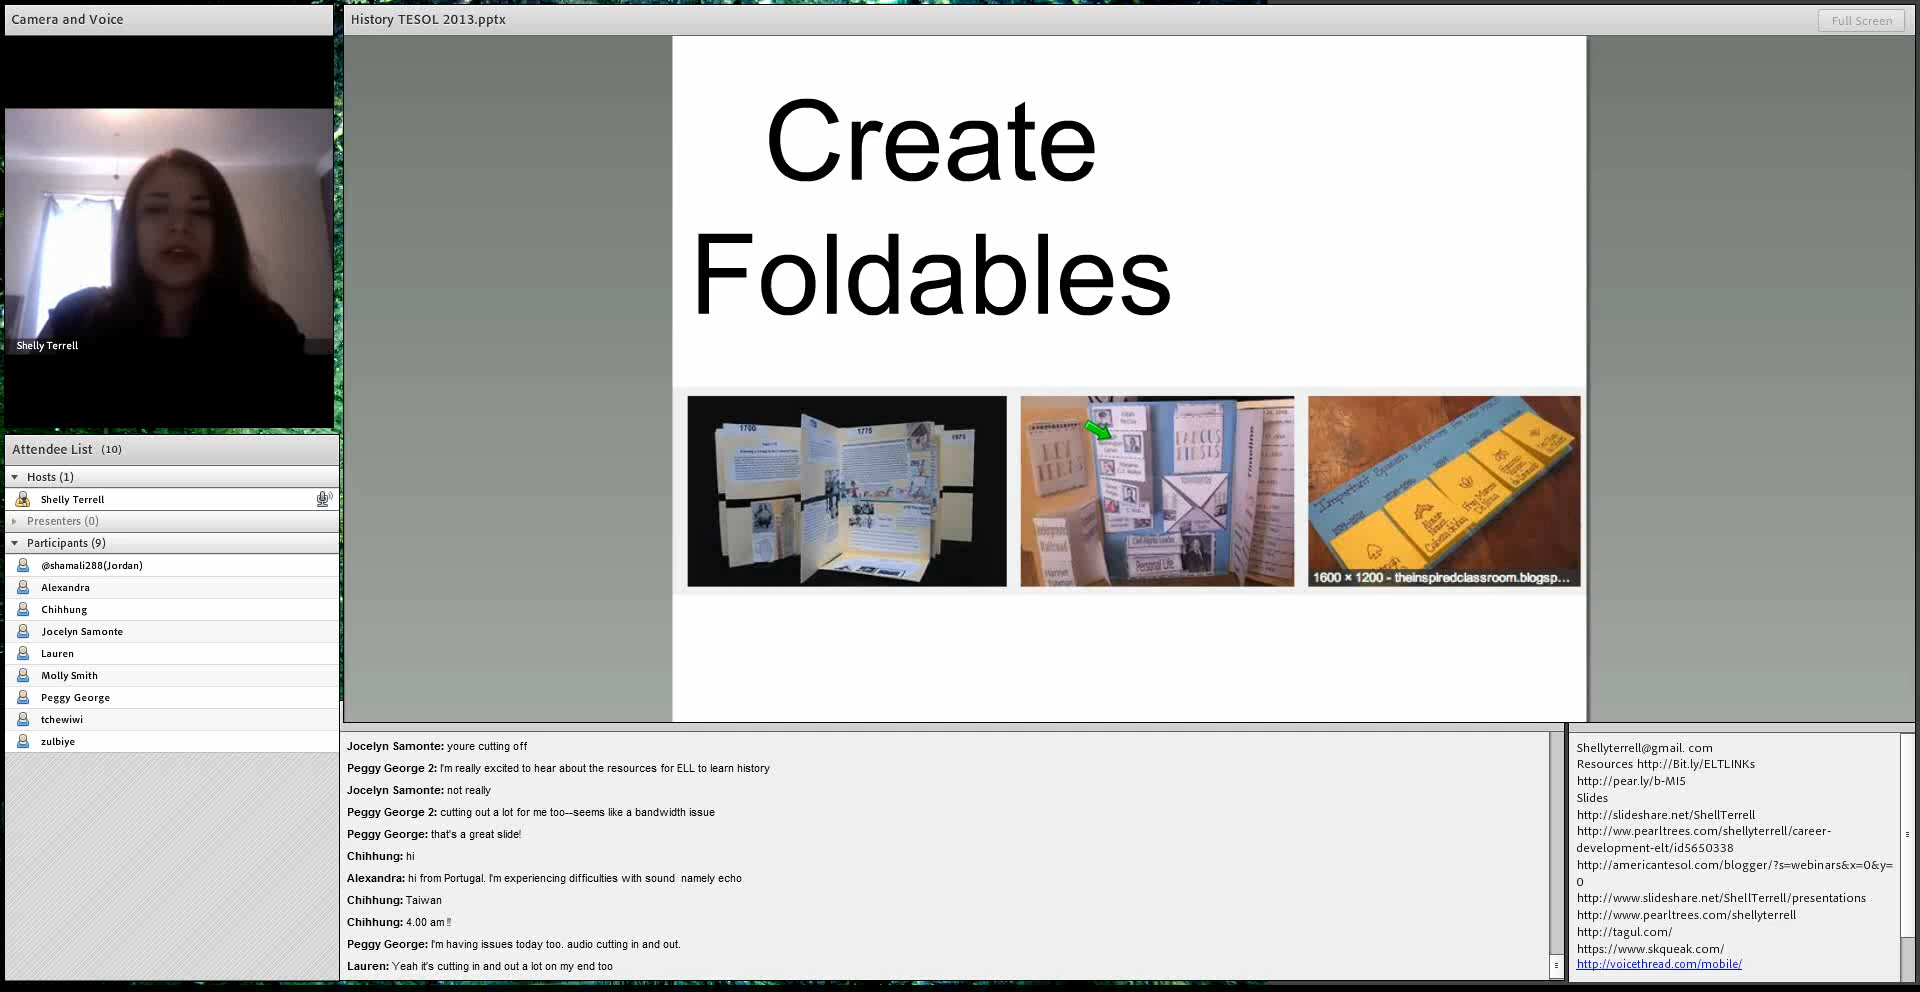 Camera and Voice
Shelly Terrell
Attendee List (10)
Hosts (1)
Shelly Terrell
Presenters (0)
Participants (9)
@shamali288(Jordan)
Alexandra
Chihhung
Jocelyn Samonte
Lauren
Molly Smith
Peggy George
tchewiwi
zulbiye
History TESOL 2013.pptx
Full Screen
Create
Foldables
1700
1775
1975
FAMOUS
Timeline
Personal Life
Important Spanish
1600 × 1200 - theinspiredclassroom.blogsp...
Jocelyn Samonte: youre cutting off
Peggy George 2: I'm really excited to hear about the resources for ELL to learn history
Jocelyn Samonte: not really
Peggy George 2: cutting out a lot for me too--seems like a bandwidth issue
Peggy George: that's a great slide!
Chihhung: hi
Alexandra: hi from Portugal. I'm experiencing difficulties with sound namely echo
Chihhung: Taiwan
Chihhung: 4.00 am !!
Peggy George: I'm having issues today too. audio cutting in and out.
Lauren: Yeah it's cutting in and out a lot on my end too
Shellyterrell@gmail. com
Resources http://Bit.ly/ELTLINKs
http://pear.ly/b-MI5
Slides
http://slideshare.net/ShellTerrell
http://ww.pearltrees.com/shellyterrell/career-
development-elt/id5650338
http://americantesol.com/blogger/?s=webinars&x=0&y=
0
http://www.slideshare.net/ShellTerrell/presentations
http://www.pearltrees.com/shellyterrell
http://tagul.com/
https://www.skqueak.com/
http://voicethread.com/mobile/